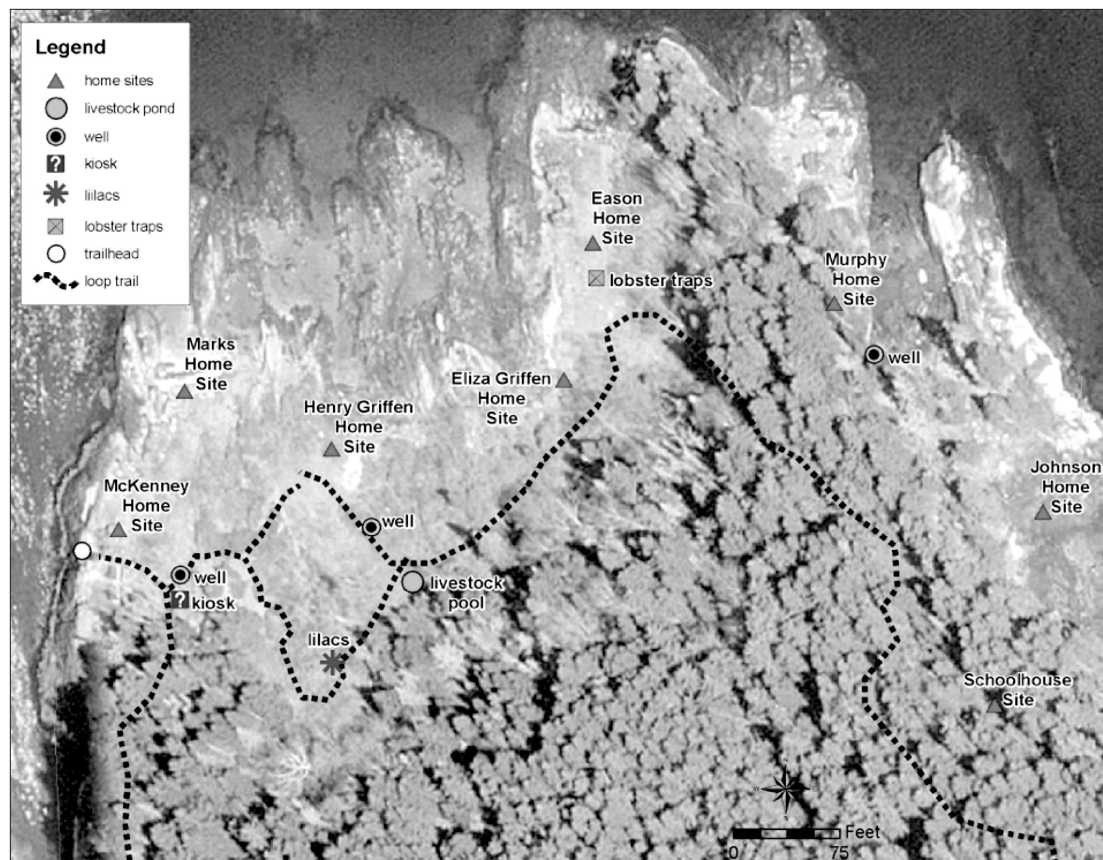 Legend
home sites
livestock pond
well
?
kiosk
liilacs
lobster traps
trailhead
loop trail
Eason
Home
Site
lobster traps
Murphy
Home
Site
well
Marks
Home
Site
Eliza Griffen
Home
Site
Henry Griffen
Home
Site
Johnson
Home
Site
McKenney
Home
Site
well
well
?
kiosk
livestock
pool
lilacs
Schoolhouse
Site
Feet
0
75